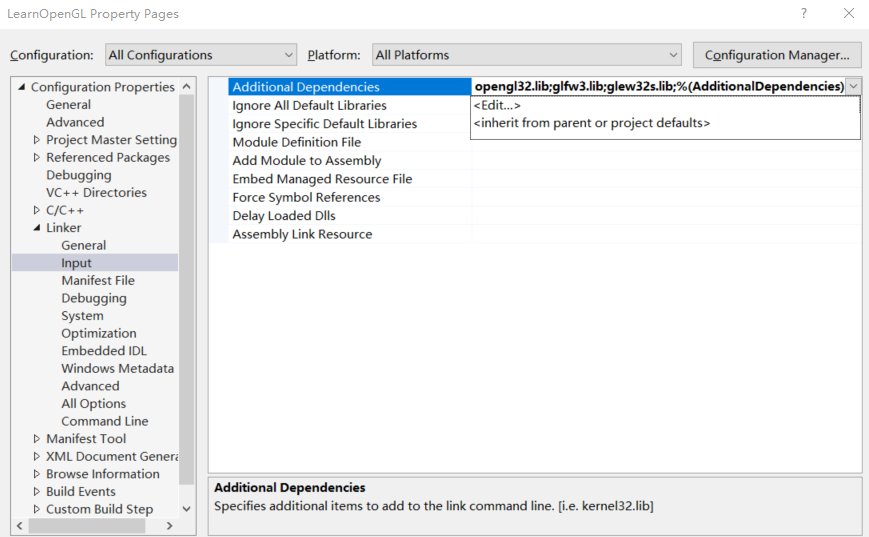 LearnOpenGL Property Pages
Configuration: All Configurations Platform: All Platforms Configuration Manager...
Configuration Properties
General
Advanced
Project Master Setting
Referenced Packages
Debugging
VC++ Directories
C/C++
Linker
General
Input
Manifest File
Debugging
System
Optimization
Embedded IDL
Windows Metadata
Advanced
All Options
Command Line
Manifest Tool
XML Document Genera
Browse Information
Build Events
Custom Build Step
Additional Dependencies opengl32.lib;glfw3.lib;glew32s.lib;%(AdditionalDependencies)
<Edit...>
<inherit from parent or project defaults>
Ignore All Default Libraries
Ignore Specific Default Libraries
Module Definition File
Add Module to Assembly
Embed Managed Resource File
Force Symbol References
Delay Loaded Dlls
Assembly Link Resource
Additional Dependencies
Specifies additional items to add to the link command line. [i.e. kernel32.lib]